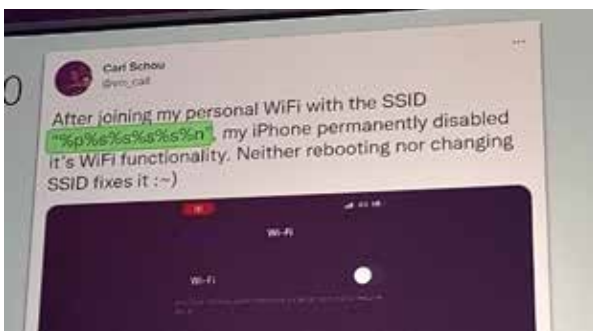 Carl Schou
@vm_call
After joining my personal WiFi with the SSID
"%p%s%s%s%s%n", my iPhone permanently disabled
it's WiFi functionality. Neither rebooting nor changing
SSID fixes it :~)
Wi-Fi
Wi-Fi